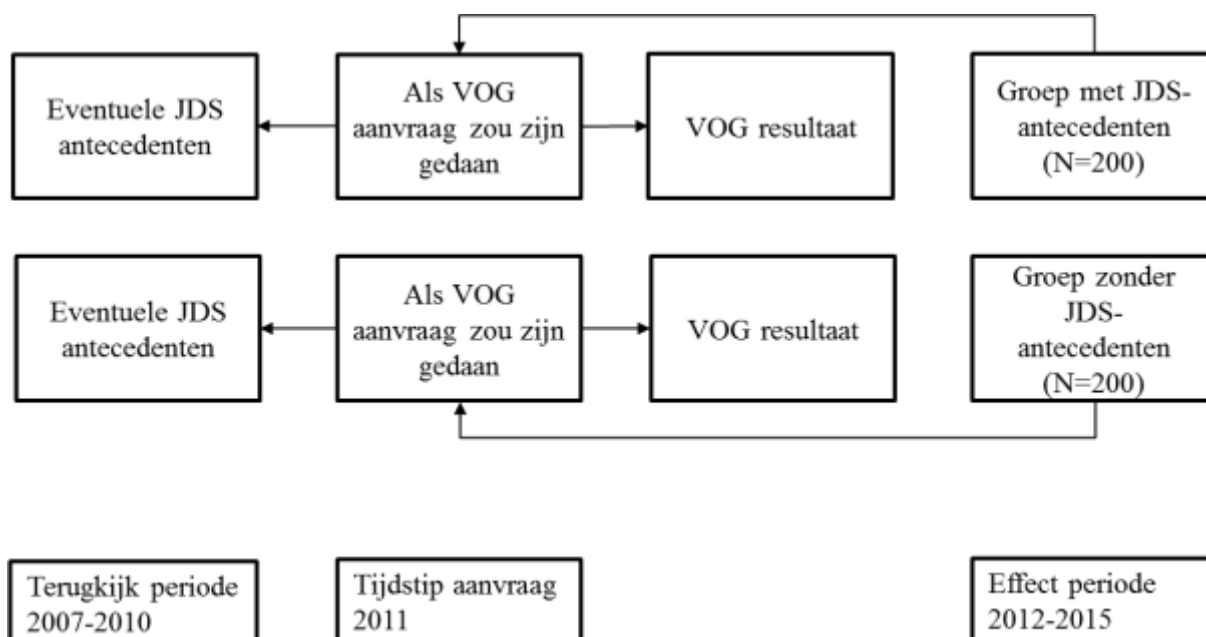 Eventuele JDS
antecedenten
Als VOG
aanvraag zou zijn
gedaan
VOG resultaat
Groep met JDS-
antecedenten
(N=200)
Eventuele JDS
antecedenten
Als VOG
aanvraag zou zijn
gedaan
VOG resultaat
Groep zonder
JDS-
antecedenten
(N=200)
Terugkijk periode
2007-2010
Tijdstip aanvraag
2011
Effect periode
2012-2015